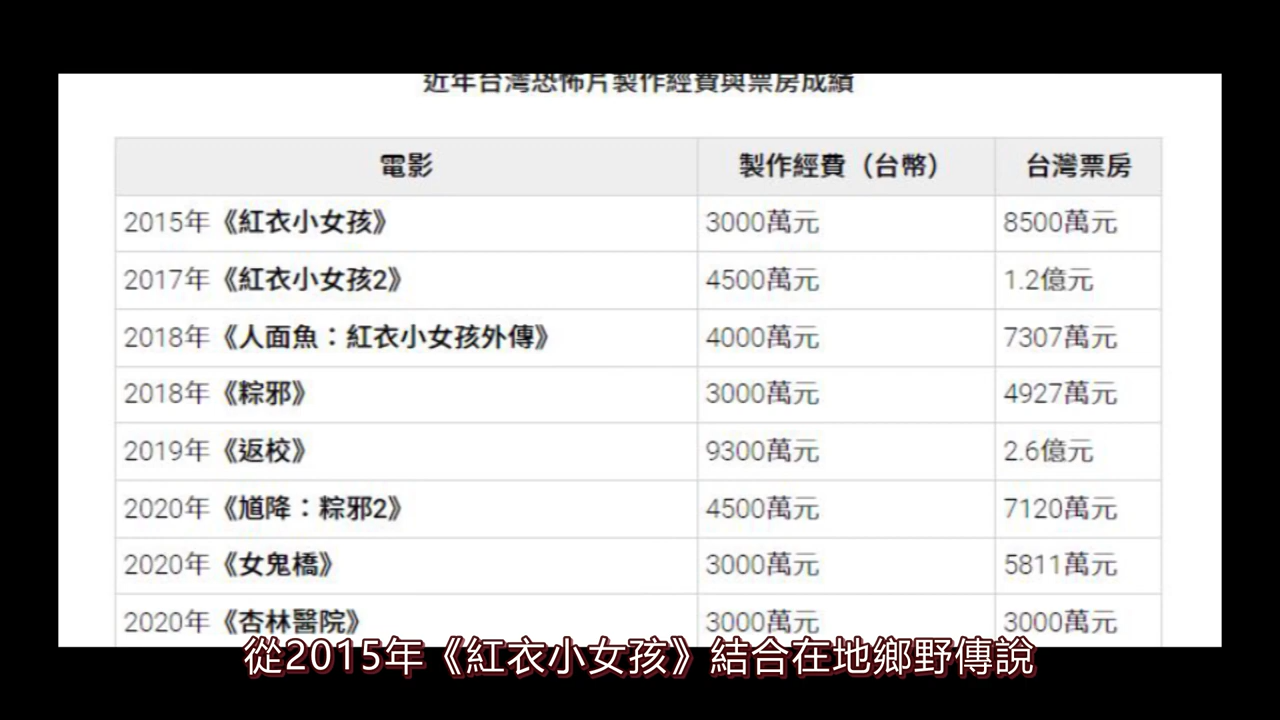 近年台灣恐怖片製作經費與票房成績
電影 製作經費（台幣） 台灣票房
2015年《紅衣小女孩》 3000萬元 8500萬元
2017年《紅衣小女孩2》 4500萬元 1.2億元
2018年《人面魚：紅衣小女孩外傳》 4000萬元 7307萬元
2018年《粽邪》 3000萬元 4927萬元
2019年《返校》 9300萬元 2.6億元
2020年《馗降：粽邪2》 4500萬元 7120萬元
2020年《女鬼橋》 3000萬元 5811萬元
2020年《杏林醫院》 3000萬元 3000萬元
從2015年《紅衣小女孩》結合在地鄉野傳說